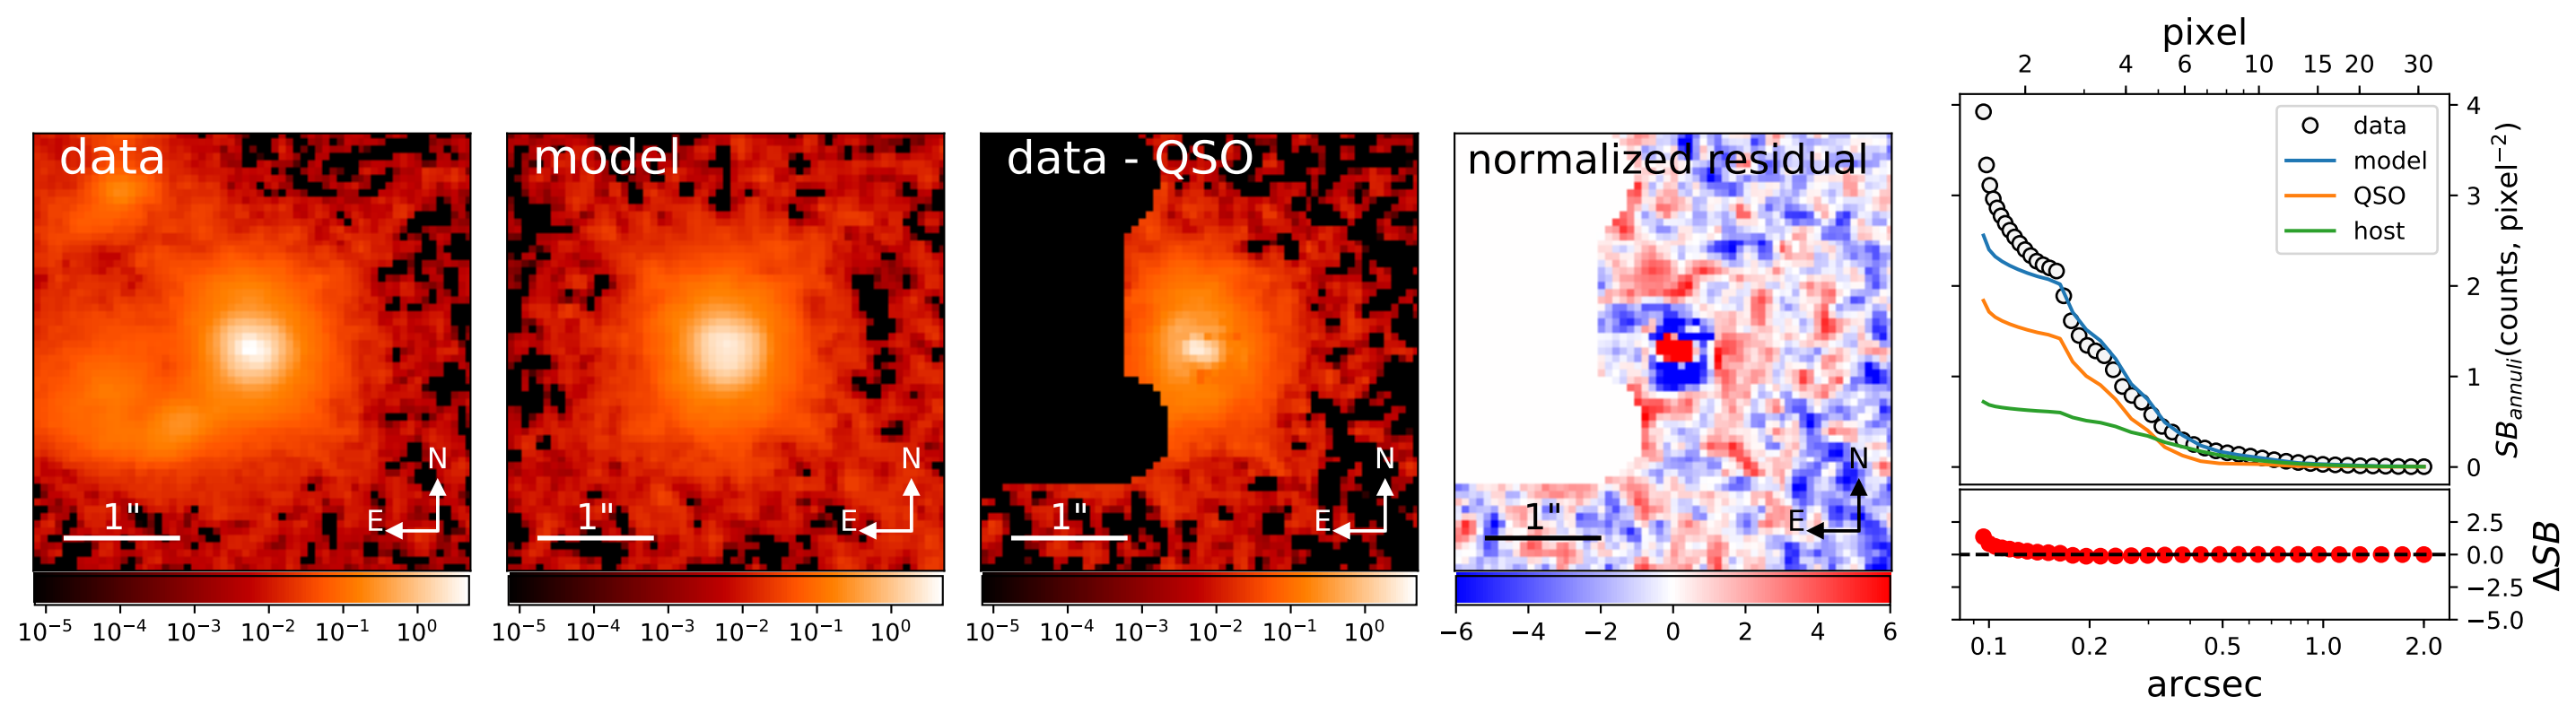 data
N
E
1"
10⁻⁵ 10⁻⁴ 10⁻³ 10⁻² 10⁻¹ 10⁰
model
N
E
1"
10⁻⁵ 10⁻⁴ 10⁻³ 10⁻² 10⁻¹ 10⁰
data - QSO
N
E
1"
10⁻⁵ 10⁻⁴ 10⁻³ 10⁻² 10⁻¹ 10⁰
normalized residual
N
E
1"
−6 −4 −2 0 2 4 6
pixel
2 4 6 10 15 20 30
data
model
QSO
host
4
3
2
1
0
SB_annuli(counts, pixel⁻²)
2.5
0.0
−2.5
−5.0
ΔSB
0.1 0.2 0.5 1.0 2.0
arcsec